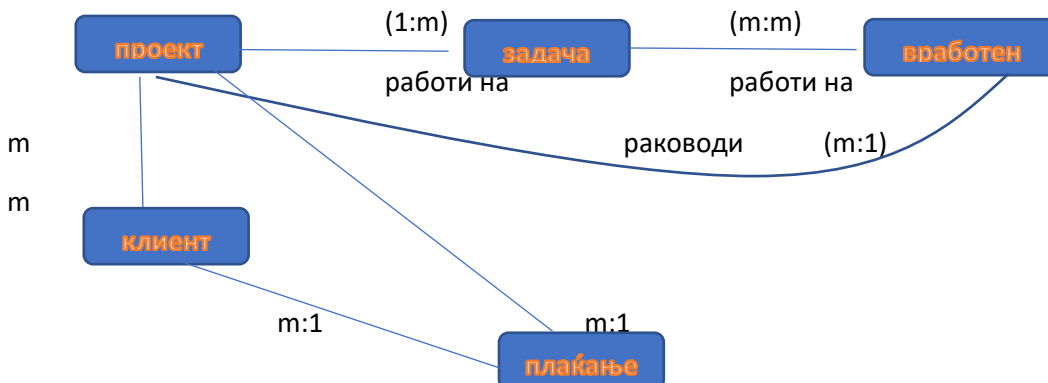 (1:m) (m:m)
проект задача вработен
работи на работи на
раководи (m:1)
m
m
клиент
m:1 m:1
плаќање